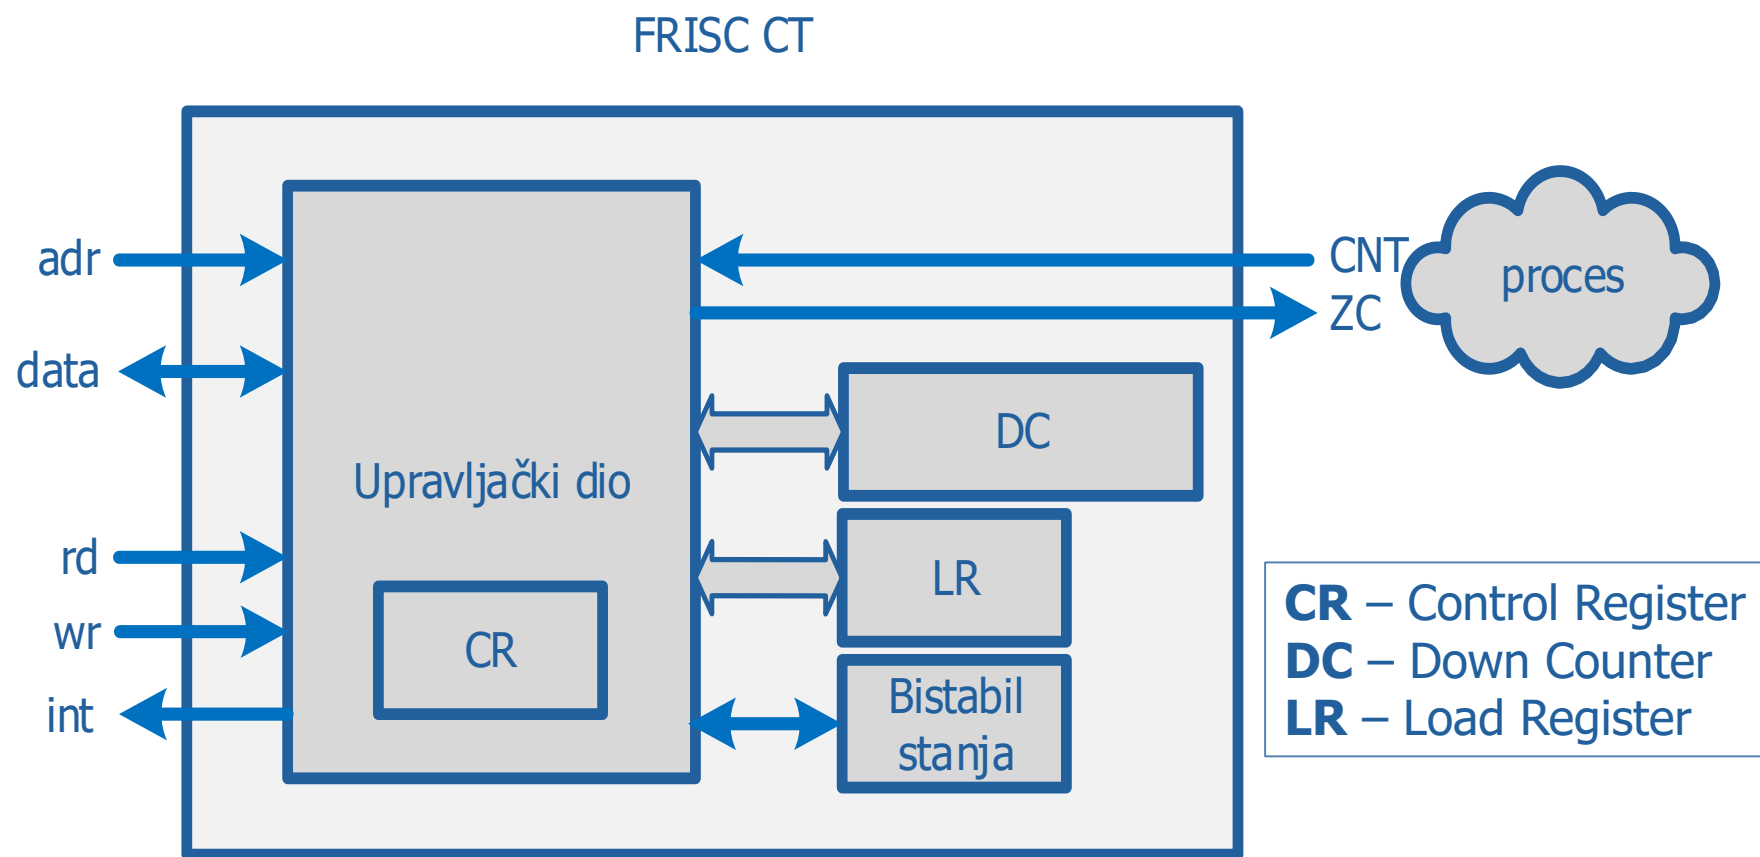 FRISC CT
adr
data
rd
wr
int
Upravljački dio
CR
CNT
ZC
proces
DC
LR
Bistabil
stanja
CR – Control Register
DC – Down Counter
LR – Load Register